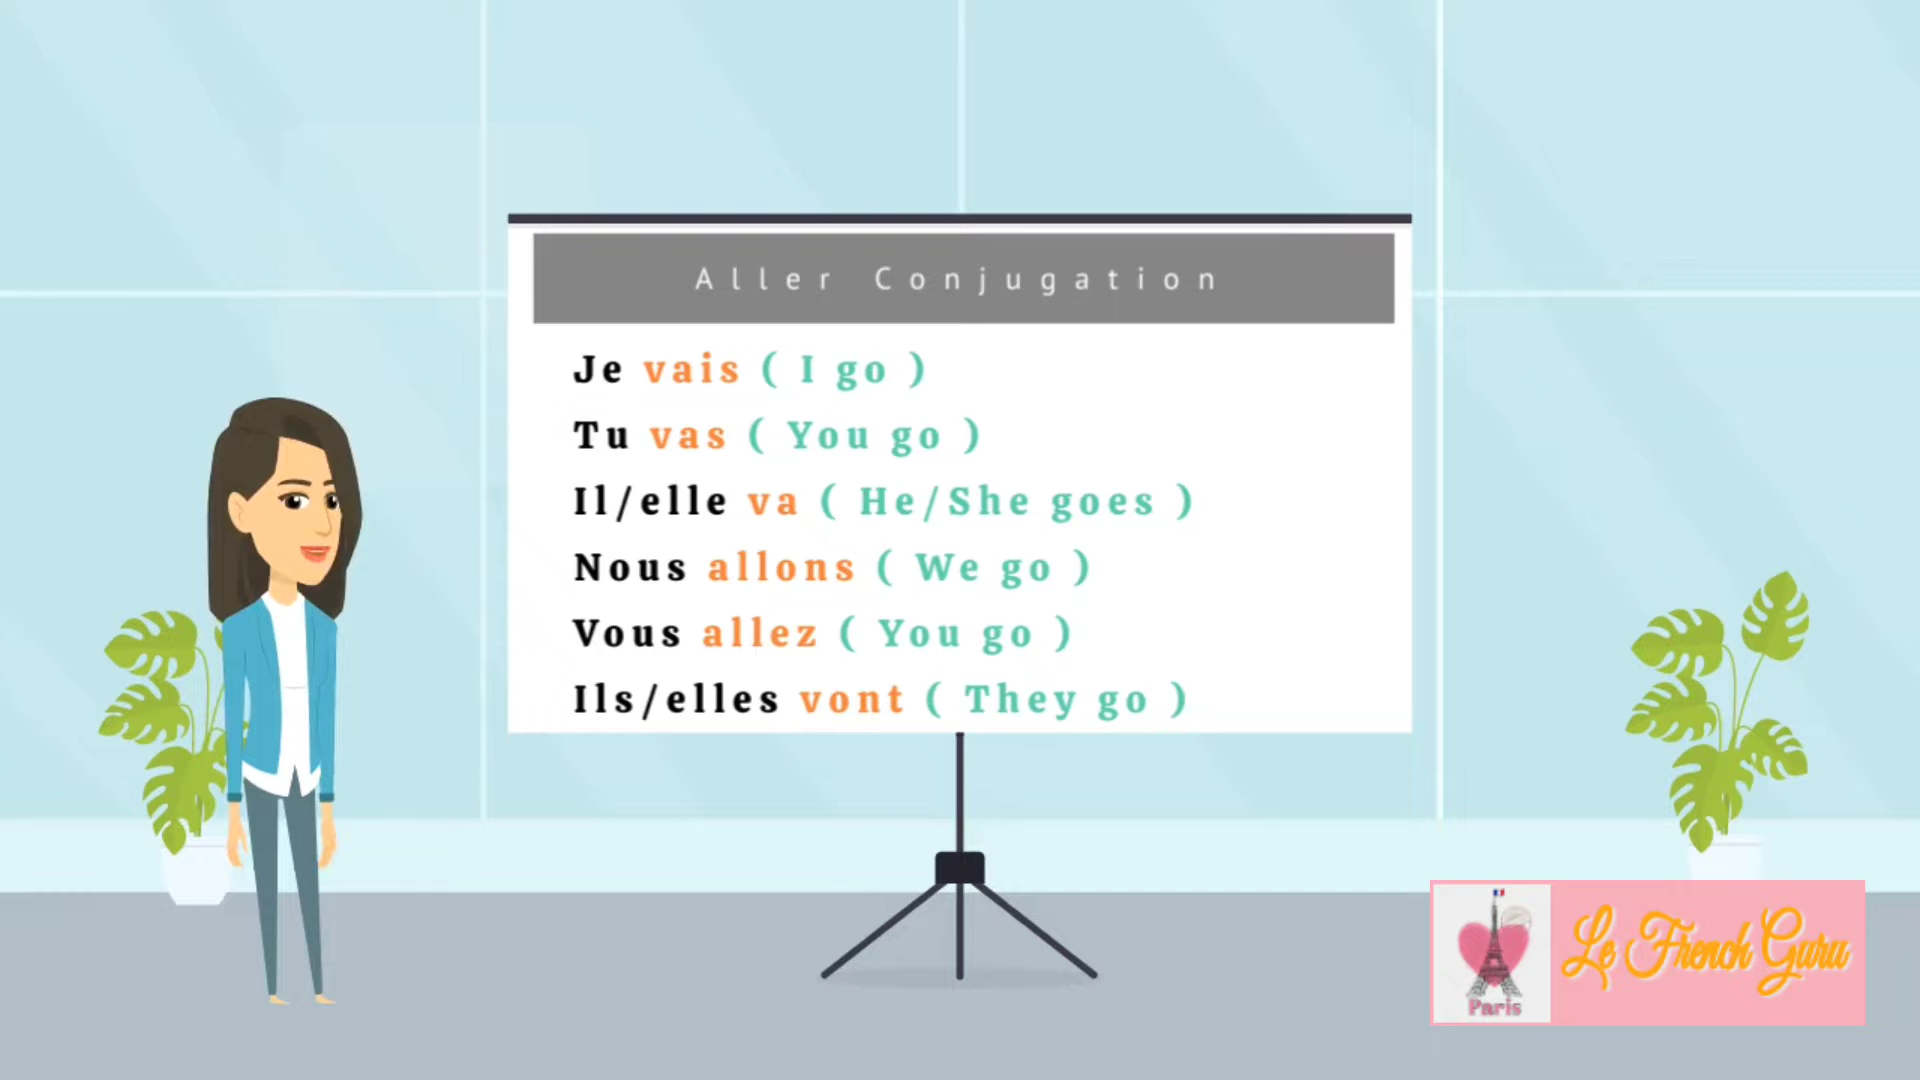 Aller Conjugation
Je vais ( I go )
Tu vas ( You go )
Il/elle va ( He/She goes )
Nous allons ( We go )
Vous allez ( You go )
Ils/elles vont ( They go )
Le French Guru
Paris